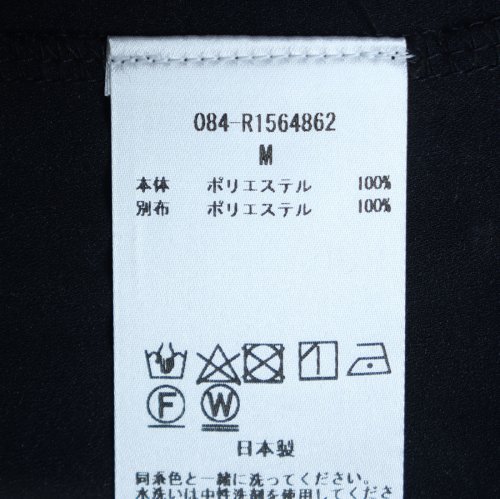 084-R1564862
M
本体 ポリエステル 100%
別布 ポリエステル 100%
F W
日本製
同系色と一緒に洗ってください。
水洗いは中性洗剤を使用してくださ